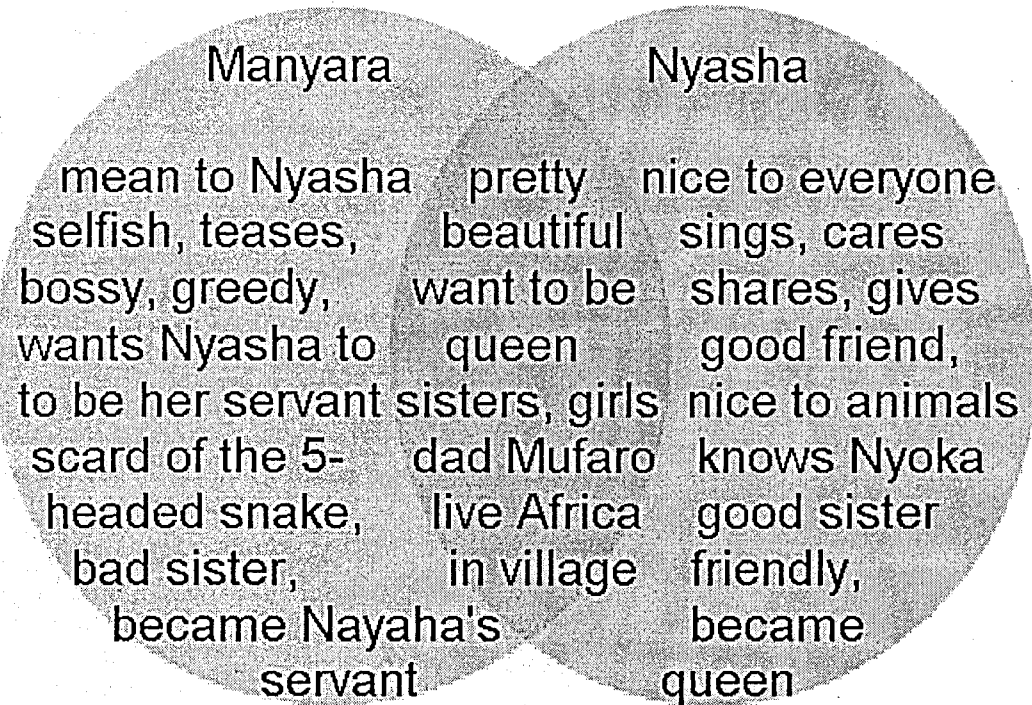 Manyara
mean to Nyasha
selfish, teases,
bossy, greedy,
wants Nyasha to
to be her servant
scard of the 5-
headed snake,
bad sister,
became Nayaha's
servant
pretty
beautiful
want to be
queen
sisters, girls
dad Mufaro
live Africa
in village
Nyasha
nice to everyone
sings, cares
shares, gives
good friend,
nice to animals
knows Nyoka
good sister
friendly,
became
queen